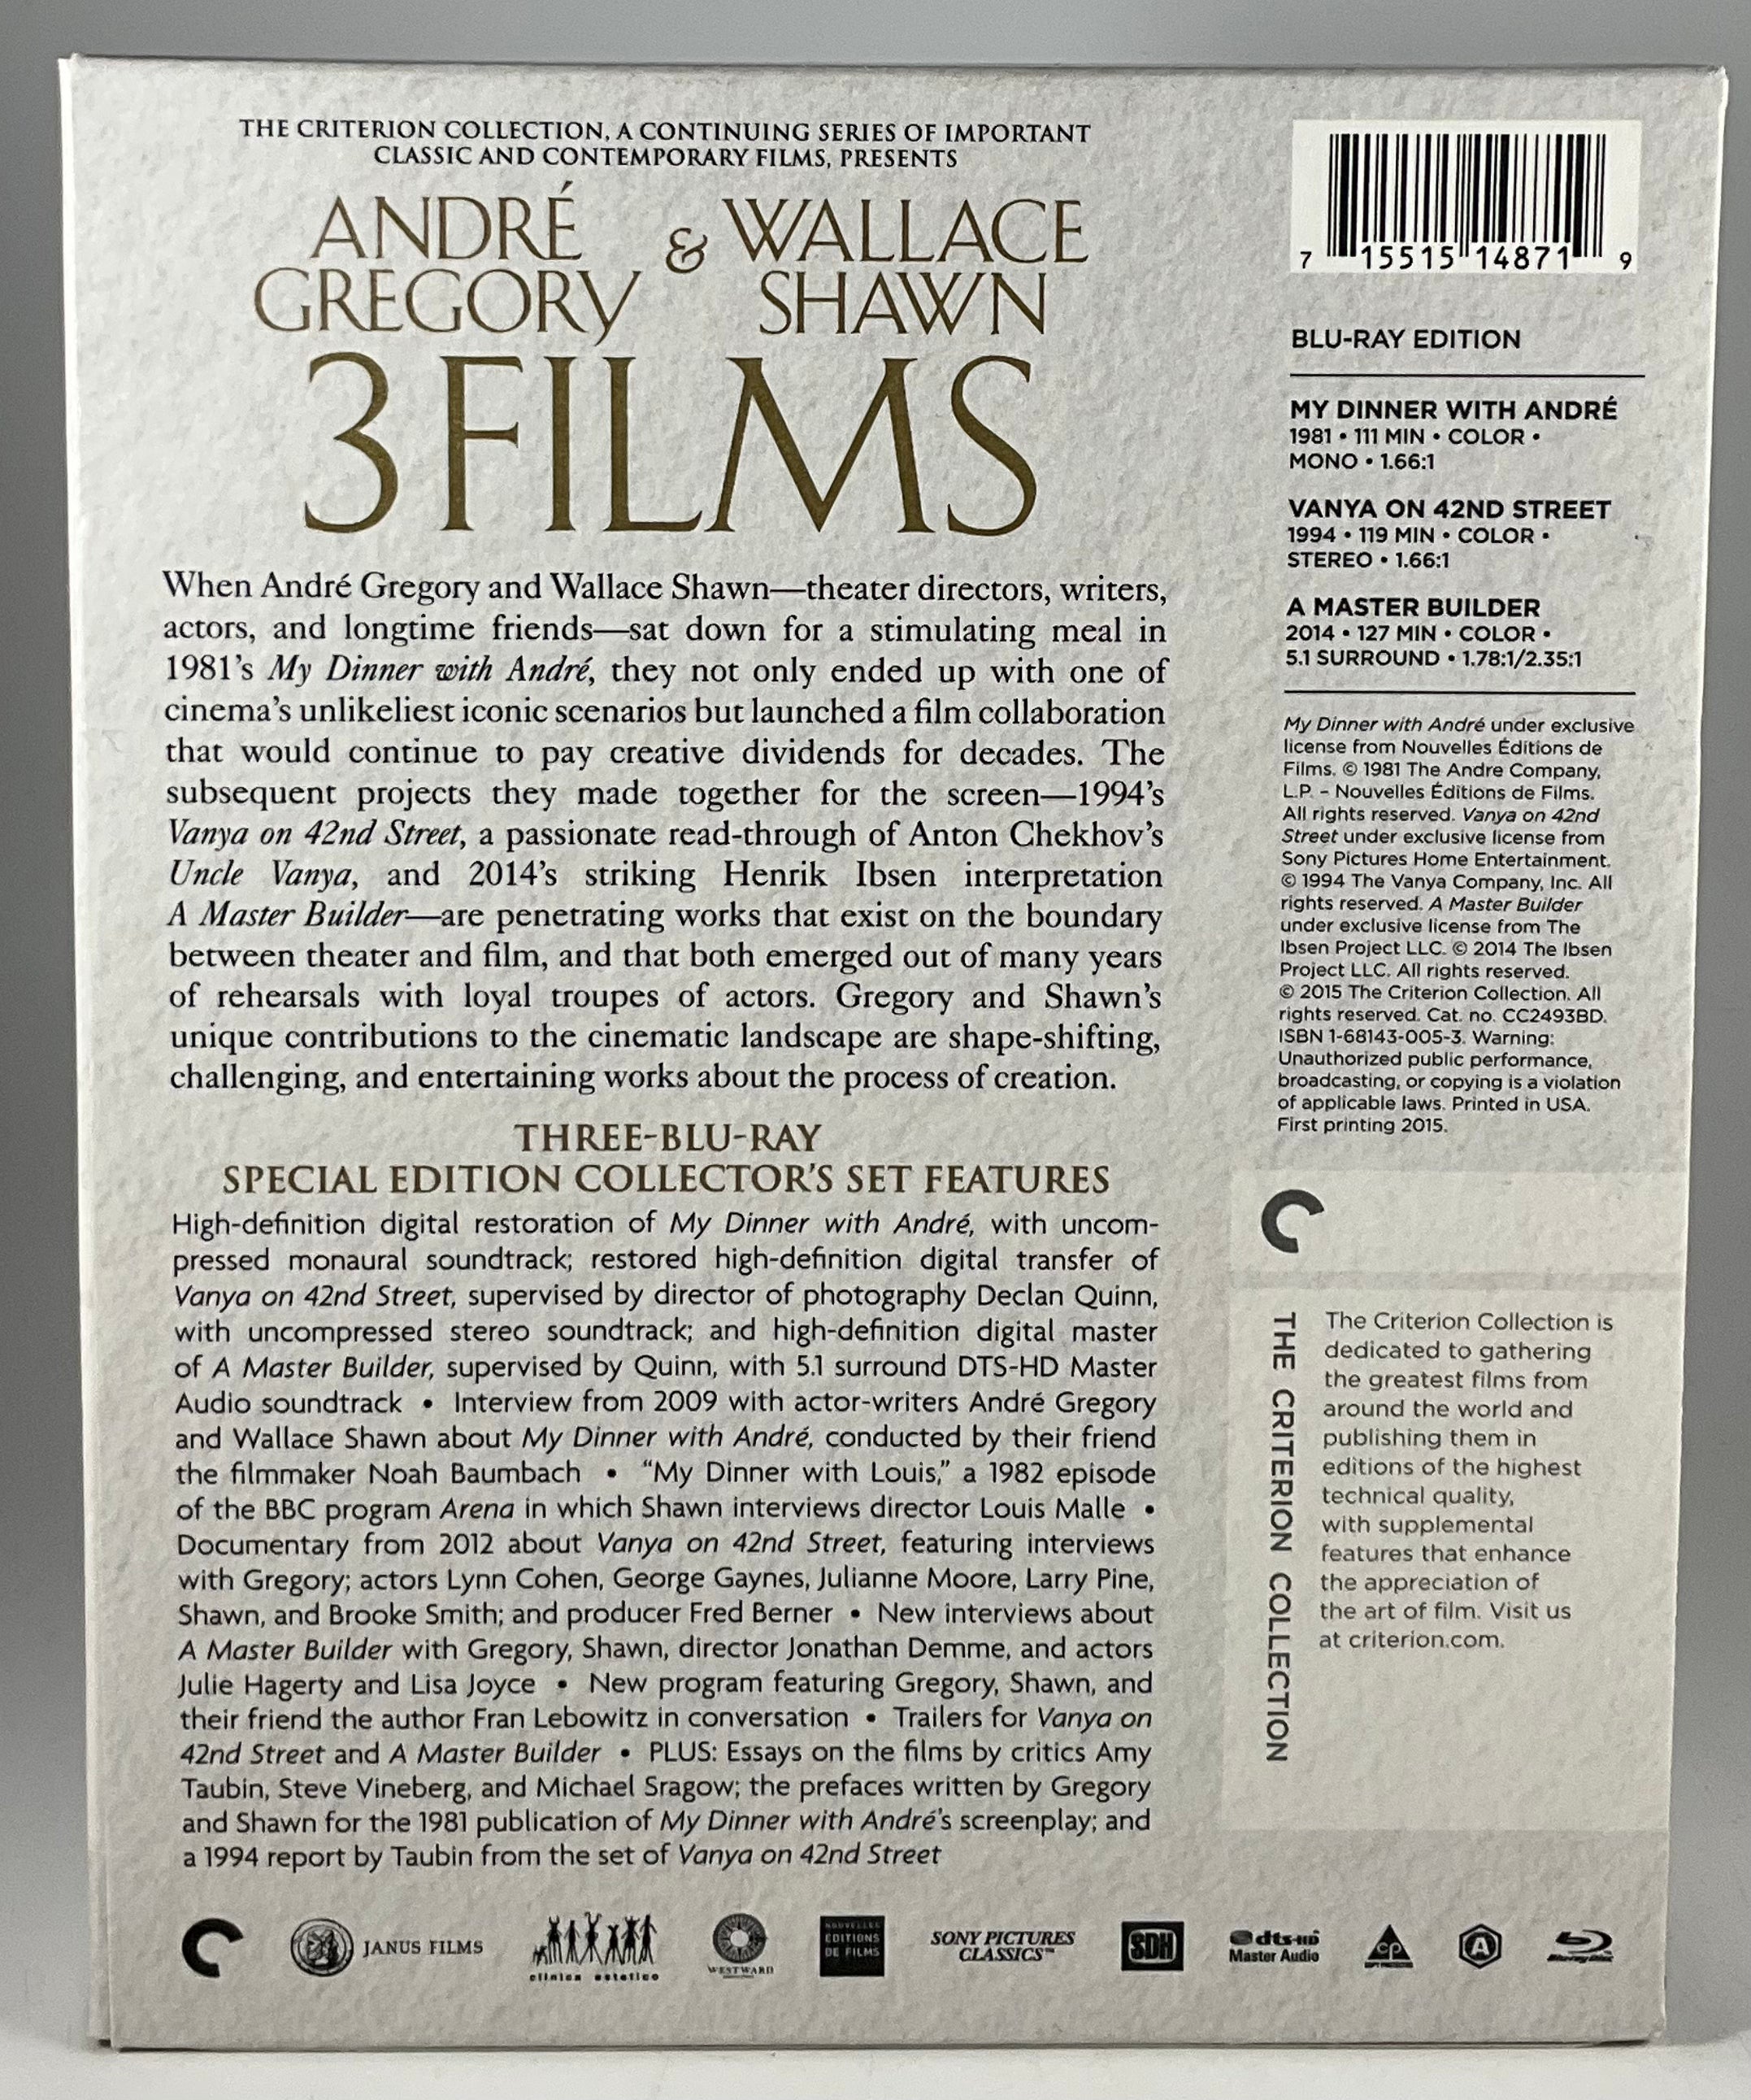 THE CRITERION COLLECTION, A CONTINUING SERIES OF IMPORTANT
CLASSIC AND CONTEMPORARY FILMS, PRESENTS
ANDRÉ
GREGORY
&
WALLACE
SHAWN
3 FILMS
When André Gregory and Wallace Shawn—theater directors, writers,
actors, and longtime friends—sat down for a stimulating meal in
1981's My Dinner with André, they not only ended up with one of
cinema's unlikeliest iconic scenarios but launched a film collaboration
that would continue to pay creative dividends for decades. The
subsequent projects they made together for the screen—1994's
Vanya on 42nd Street, a passionate read-through of Anton Chekhov's
Uncle Vanya, and 2014's striking Henrik Ibsen interpretation
A Master Builder—are penetrating works that exist on the boundary
between theater and film, and that both emerged out of many years
of rehearsals with loyal troupes of actors. Gregory and Shawn's
unique contributions to the cinematic landscape are shape-shifting,
challenging, and entertaining works about the process of creation.
THREE-BLU-RAY
SPECIAL EDITION COLLECTOR'S SET FEATURES
High-definition digital restoration of My Dinner with André, with uncom-
pressed monaural soundtrack; restored high-definition digital transfer of
Vanya on 42nd Street, supervised by director of photography Declan Quinn,
with uncompressed stereo soundtrack; and high-definition digital master
of A Master Builder, supervised by Quinn, with 5.1 surround DTS-HD Master
Audio soundtrack • Interview from 2009 with actor-writers André Gregory
and Wallace Shawn about My Dinner with André, conducted by their friend
the filmmaker Noah Baumbach • "My Dinner with Louis," a 1982 episode
of the BBC program Arena in which Shawn interviews director Louis Malle •
Documentary from 2012 about Vanya on 42nd Street, featuring interviews
with Gregory; actors Lynn Cohen, George Gaynes, Julianne Moore, Larry Pine,
Shawn, and Brooke Smith; and producer Fred Berner • New interviews about
A Master Builder with Gregory, Shawn, director Jonathan Demme, and actors
Julie Hagerty and Lisa Joyce • New program featuring Gregory, Shawn, and
their friend the author Fran Lebowitz in conversation • Trailers for Vanya on
42nd Street and A Master Builder • PLUS: Essays on the films by critics Amy
Taubin, Steve Vineberg, and Michael Sragow; the prefaces written by Gregory
and Shawn for the 1981 publication of My Dinner with André's screenplay; and
a 1994 report by Taubin from the set of Vanya on 42nd Street
7 15515 14871 9
BLU-RAY EDITION
MY DINNER WITH ANDRÉ
1981 • 111 MIN • COLOR •
MONO • 1.66:1
VANYA ON 42ND STREET
1994 • 119 MIN • COLOR •
STEREO • 1.66:1
A MASTER BUILDER
2014 • 127 MIN • COLOR •
5.1 SURROUND • 1.78:1/2.35:1
My Dinner with André under exclusive
license from Nouvelles Éditions de
Films. © 1981 The Andre Company,
L.P. – Nouvelles Éditions de Films.
All rights reserved. Vanya on 42nd
Street under exclusive license from
Sony Pictures Home Entertainment.
© 1994 The Vanya Company, Inc. All
rights reserved. A Master Builder
under exclusive license from The
Ibsen Project LLC. © 2014 The Ibsen
Project LLC. All rights reserved.
© 2015 The Criterion Collection. All
rights reserved. Cat. no. CC2493BD.
ISBN 1-68143-005-3. Warning:
Unauthorized public performance,
broadcasting, or copying is a violation
of applicable laws. Printed in USA.
First printing 2015.
THE CRITERION COLLECTION
The Criterion Collection is
dedicated to gathering
the greatest films from
around the world and
publishing them in
editions of the highest
technical quality,
with supplemental
features that enhance
the appreciation of
the art of film. Visit us
at criterion.com.
JANUS FILMS
clinica estetico
WESTWARD
NOUVELLES
EDITIONS
DE FILMS
SONY PICTURES
CLASSICS™
SDH
dts-HD
Master Audio
cp
A